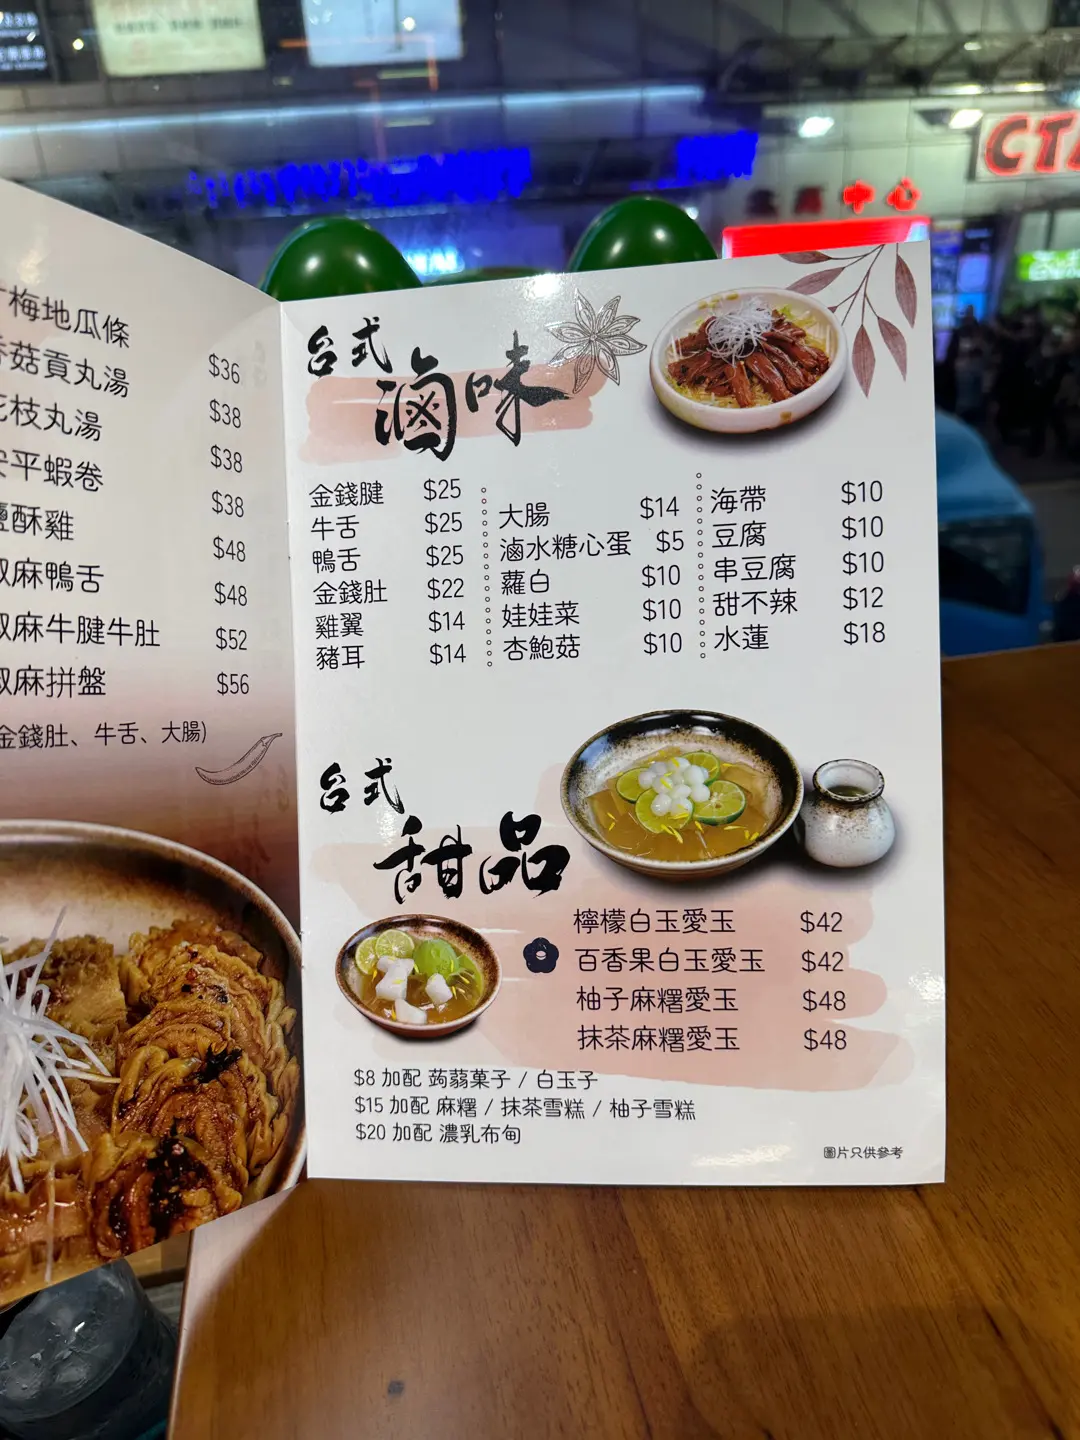 梅地瓜條 $36
菇貢丸湯 $38
枝丸湯 $38
平蝦卷 $38
酥雞 $48
麻鴨舌 $48
麻牛腱牛肚 $52
麻拼盤 $56
金錢肚、牛舌、大腸)
台式
滷味
金錢腱 $25
牛舌 $25
鴨舌 $25
金錢肚 $22
雞翼 $14
豬耳 $14
大腸 $14
滷水糖心蛋 $5
蘿白 $10
娃娃菜 $10
杏鮑菇 $10
海帶 $10
豆腐 $10
串豆腐 $10
甜不辣 $12
水蓮 $18
台式
甜品
檸檬白玉愛玉 $42
百香果白玉愛玉 $42
柚子麻糬愛玉 $48
抹茶麻糬愛玉 $48
$8 加配 蒟蒻菓子 / 白玉子
$15 加配 麻糬 / 抹茶雪糕 / 柚子雪糕
$20 加配 濃乳布甸
圖片只供參考
中心